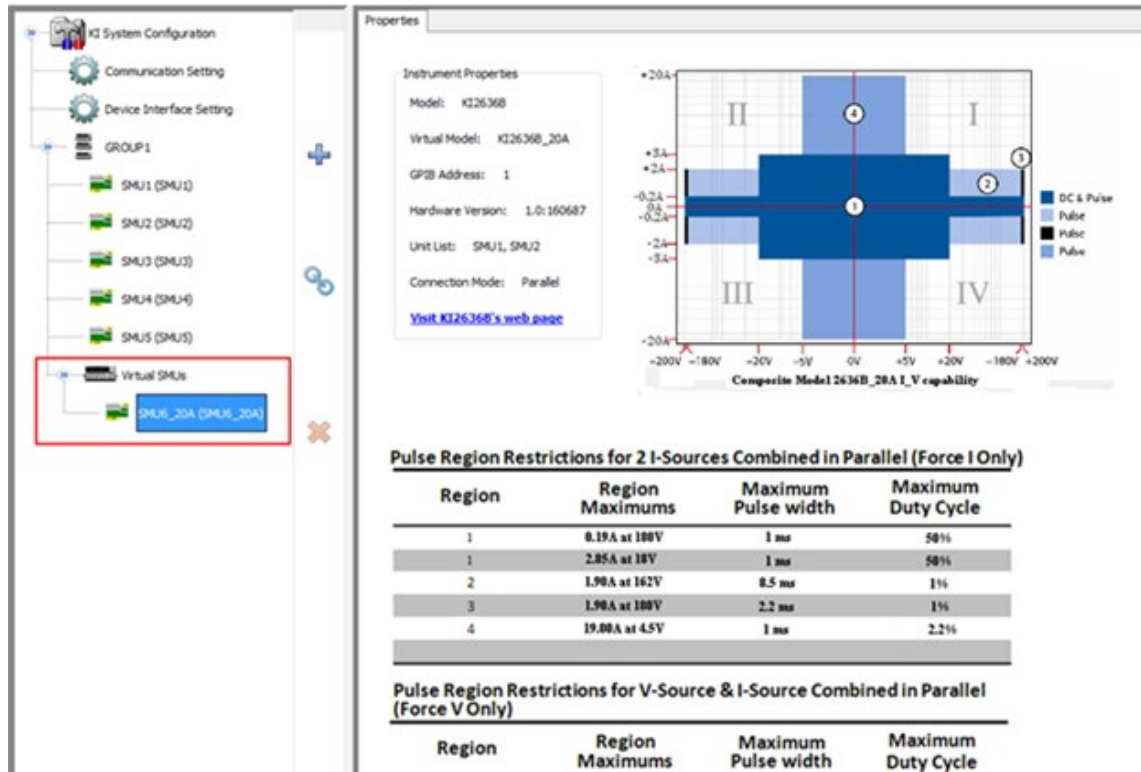 KI System Configuration
Communication Setting
Device Interface Setting
GROUP1
SMU1 (SMU1)
SMU2 (SMU2)
SMU3 (SMU3)
SMU4 (SMU4)
SMU5 (SMU5)
Virtual SMUs
SMU6_20A (SMU6_20A)
Properties
Instrument Properties
Model: KI2636B
Virtual Model: KI2636B_20A
GPIB Address: 1
Hardware Version: 1.0:160687
Unit List: SMU1, SMU2
Connection Mode: Parallel
Visit KI2636B's web page
+20A
+3A
+2A
-0.2A
0A
-0.2A
-2A
-3A
-20A
II
I
III
IV
4
3
2
1
DC & Pulse
Pulse
Pulse
Pulse
-200V -180V -20V -5V 0V +5V +20V -180V +200V
Composite Model 2636B_20A I_V capability
Pulse Region Restrictions for 2 I-Sources Combined in Parallel (Force I Only)
Region Region Maximums Maximum Pulse width Maximum Duty Cycle
1 0.19A at 180V 1 ms 50%
1 2.85A at 18V 1 ms 50%
2 1.90A at 162V 8.5 ms 1%
3 1.90A at 180V 2.2 ms 1%
4 19.00A at 4.5V 1 ms 2.2%
Pulse Region Restrictions for V-Source & I-Source Combined in Parallel
(Force V Only)
Region Region Maximums Maximum Pulse width Maximum Duty Cycle